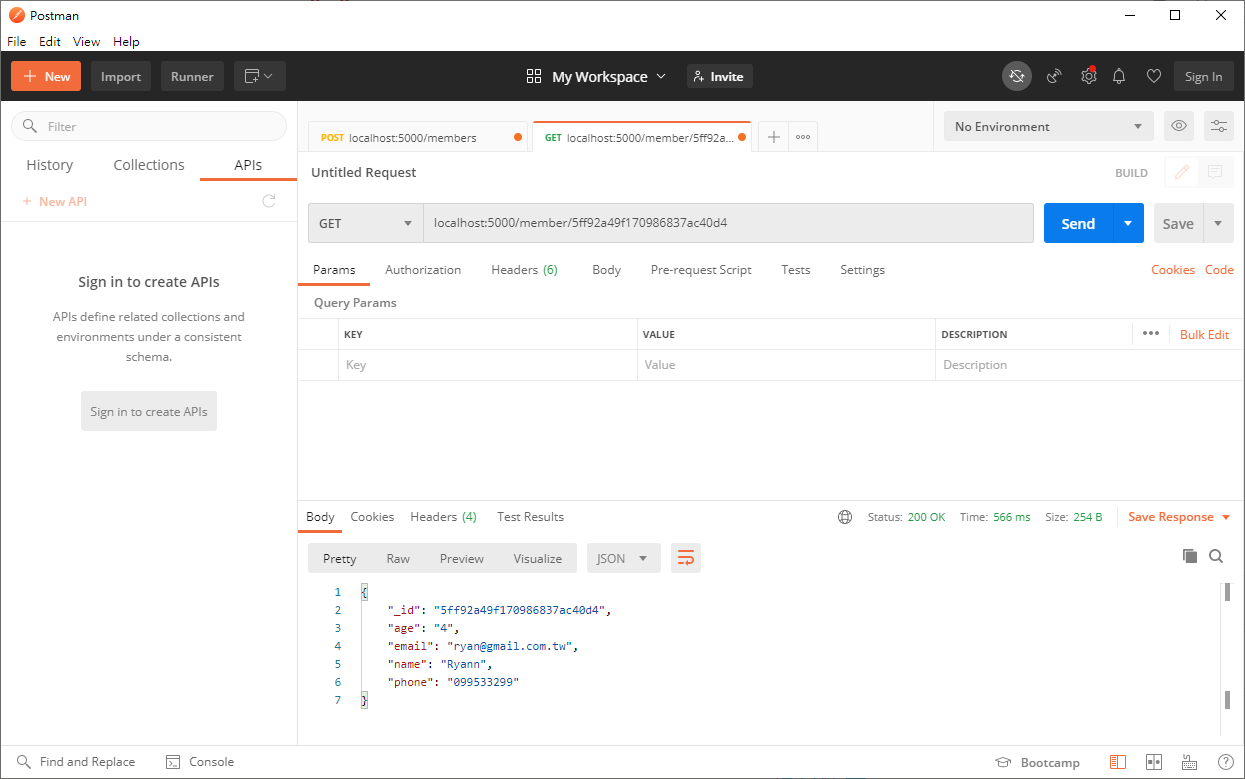 Postman
File Edit View Help
New Import Runner My Workspace Invite Sign In
Filter
History Collections APIs
+ New API
Sign in to create APIs
APIs define related collections and
environments under a consistent
schema.
Sign in to create APIs
POST localhost:5000/members GET localhost:5000/member/5ff92a... No Environment
Untitled Request BUILD
GET localhost:5000/member/5ff92a49f170986837ac40d4 Send Save
Params Authorization Headers (6) Body Pre-request Script Tests Settings Cookies Code
Query Params
KEY VALUE DESCRIPTION Bulk Edit
Key Value Description
Body Cookies Headers (4) Test Results Status: 200 OK Time: 566 ms Size: 254 B Save Response
Pretty Raw Preview Visualize JSON
1 {
2 "_id": "5ff92a49f170986837ac40d4",
3 "age": "4",
4 "email": "ryan@gmail.com.tw",
5 "name": "Ryann",
6 "phone": "099533299"
7 }
Find and Replace Console Bootcamp